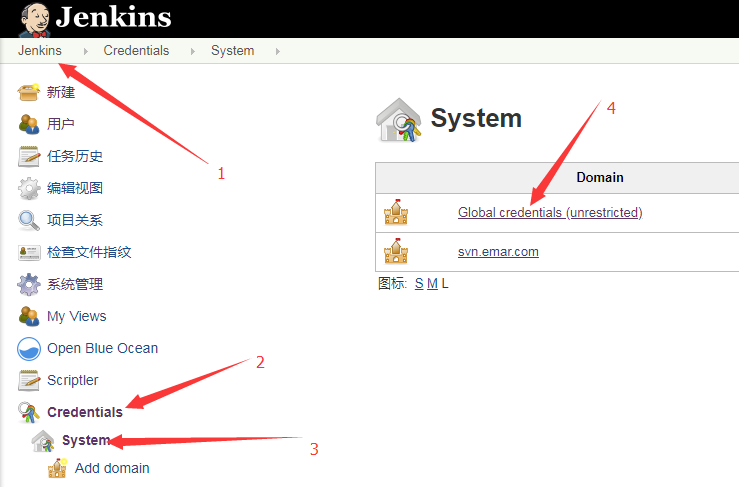 Jenkins
Jenkins Credentials System
新建
用户
任务历史
编辑视图
项目关系
检查文件指纹
系统管理
My Views
Open Blue Ocean
Scriptler
Credentials
System
Add domain
1
2
3
System
4
Domain
Global credentials (unrestricted)
svn.emar.com
图标: S M L